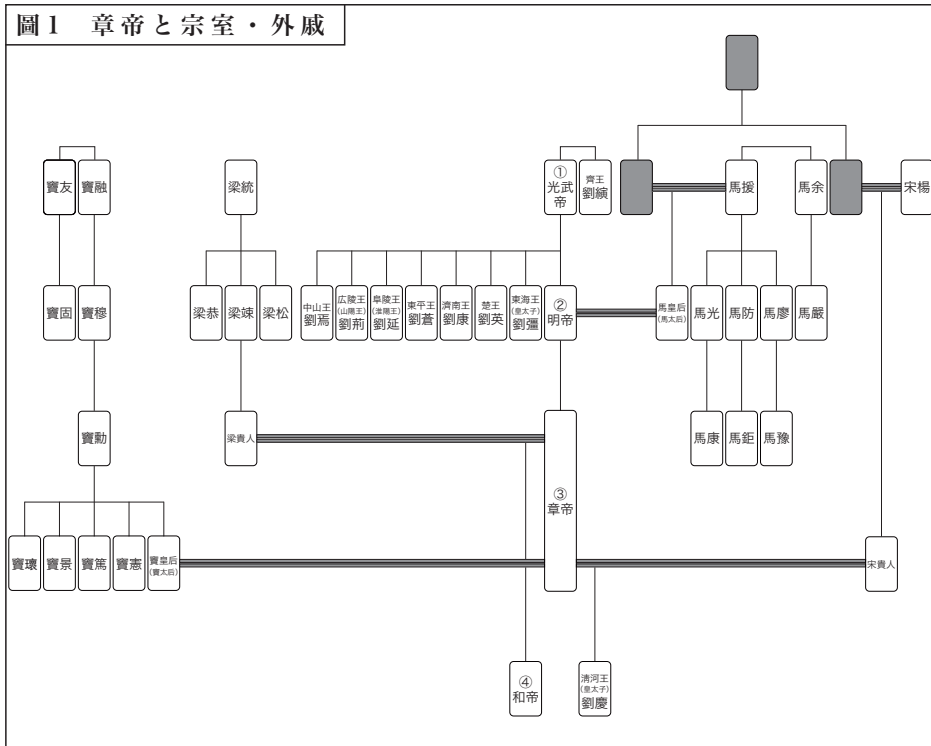 圖1 章帝と宗室・外戚
竇友
竇融
梁統
①
光武帝
齊王
劉縯
馬援
馬余
宋楊
竇固
竇穆
梁恭
梁竦
梁松
中山王
劉焉
広陵王
(山陽王)
劉荊
阜陵王
(淮陽王)
劉延
東平王
劉蒼
濟南王
劉康
楚王
劉英
東海王
(皇太子)
劉彊
②
明帝
馬皇后
(馬太后)
馬光
馬防
馬廖
馬嚴
竇勳
梁貴人
③
章帝
馬康
馬鉅
馬豫
竇瓌
竇景
竇篤
竇憲
竇皇后
(竇太后)
宋貴人
④
和帝
淸河王
(皇太子)
劉慶